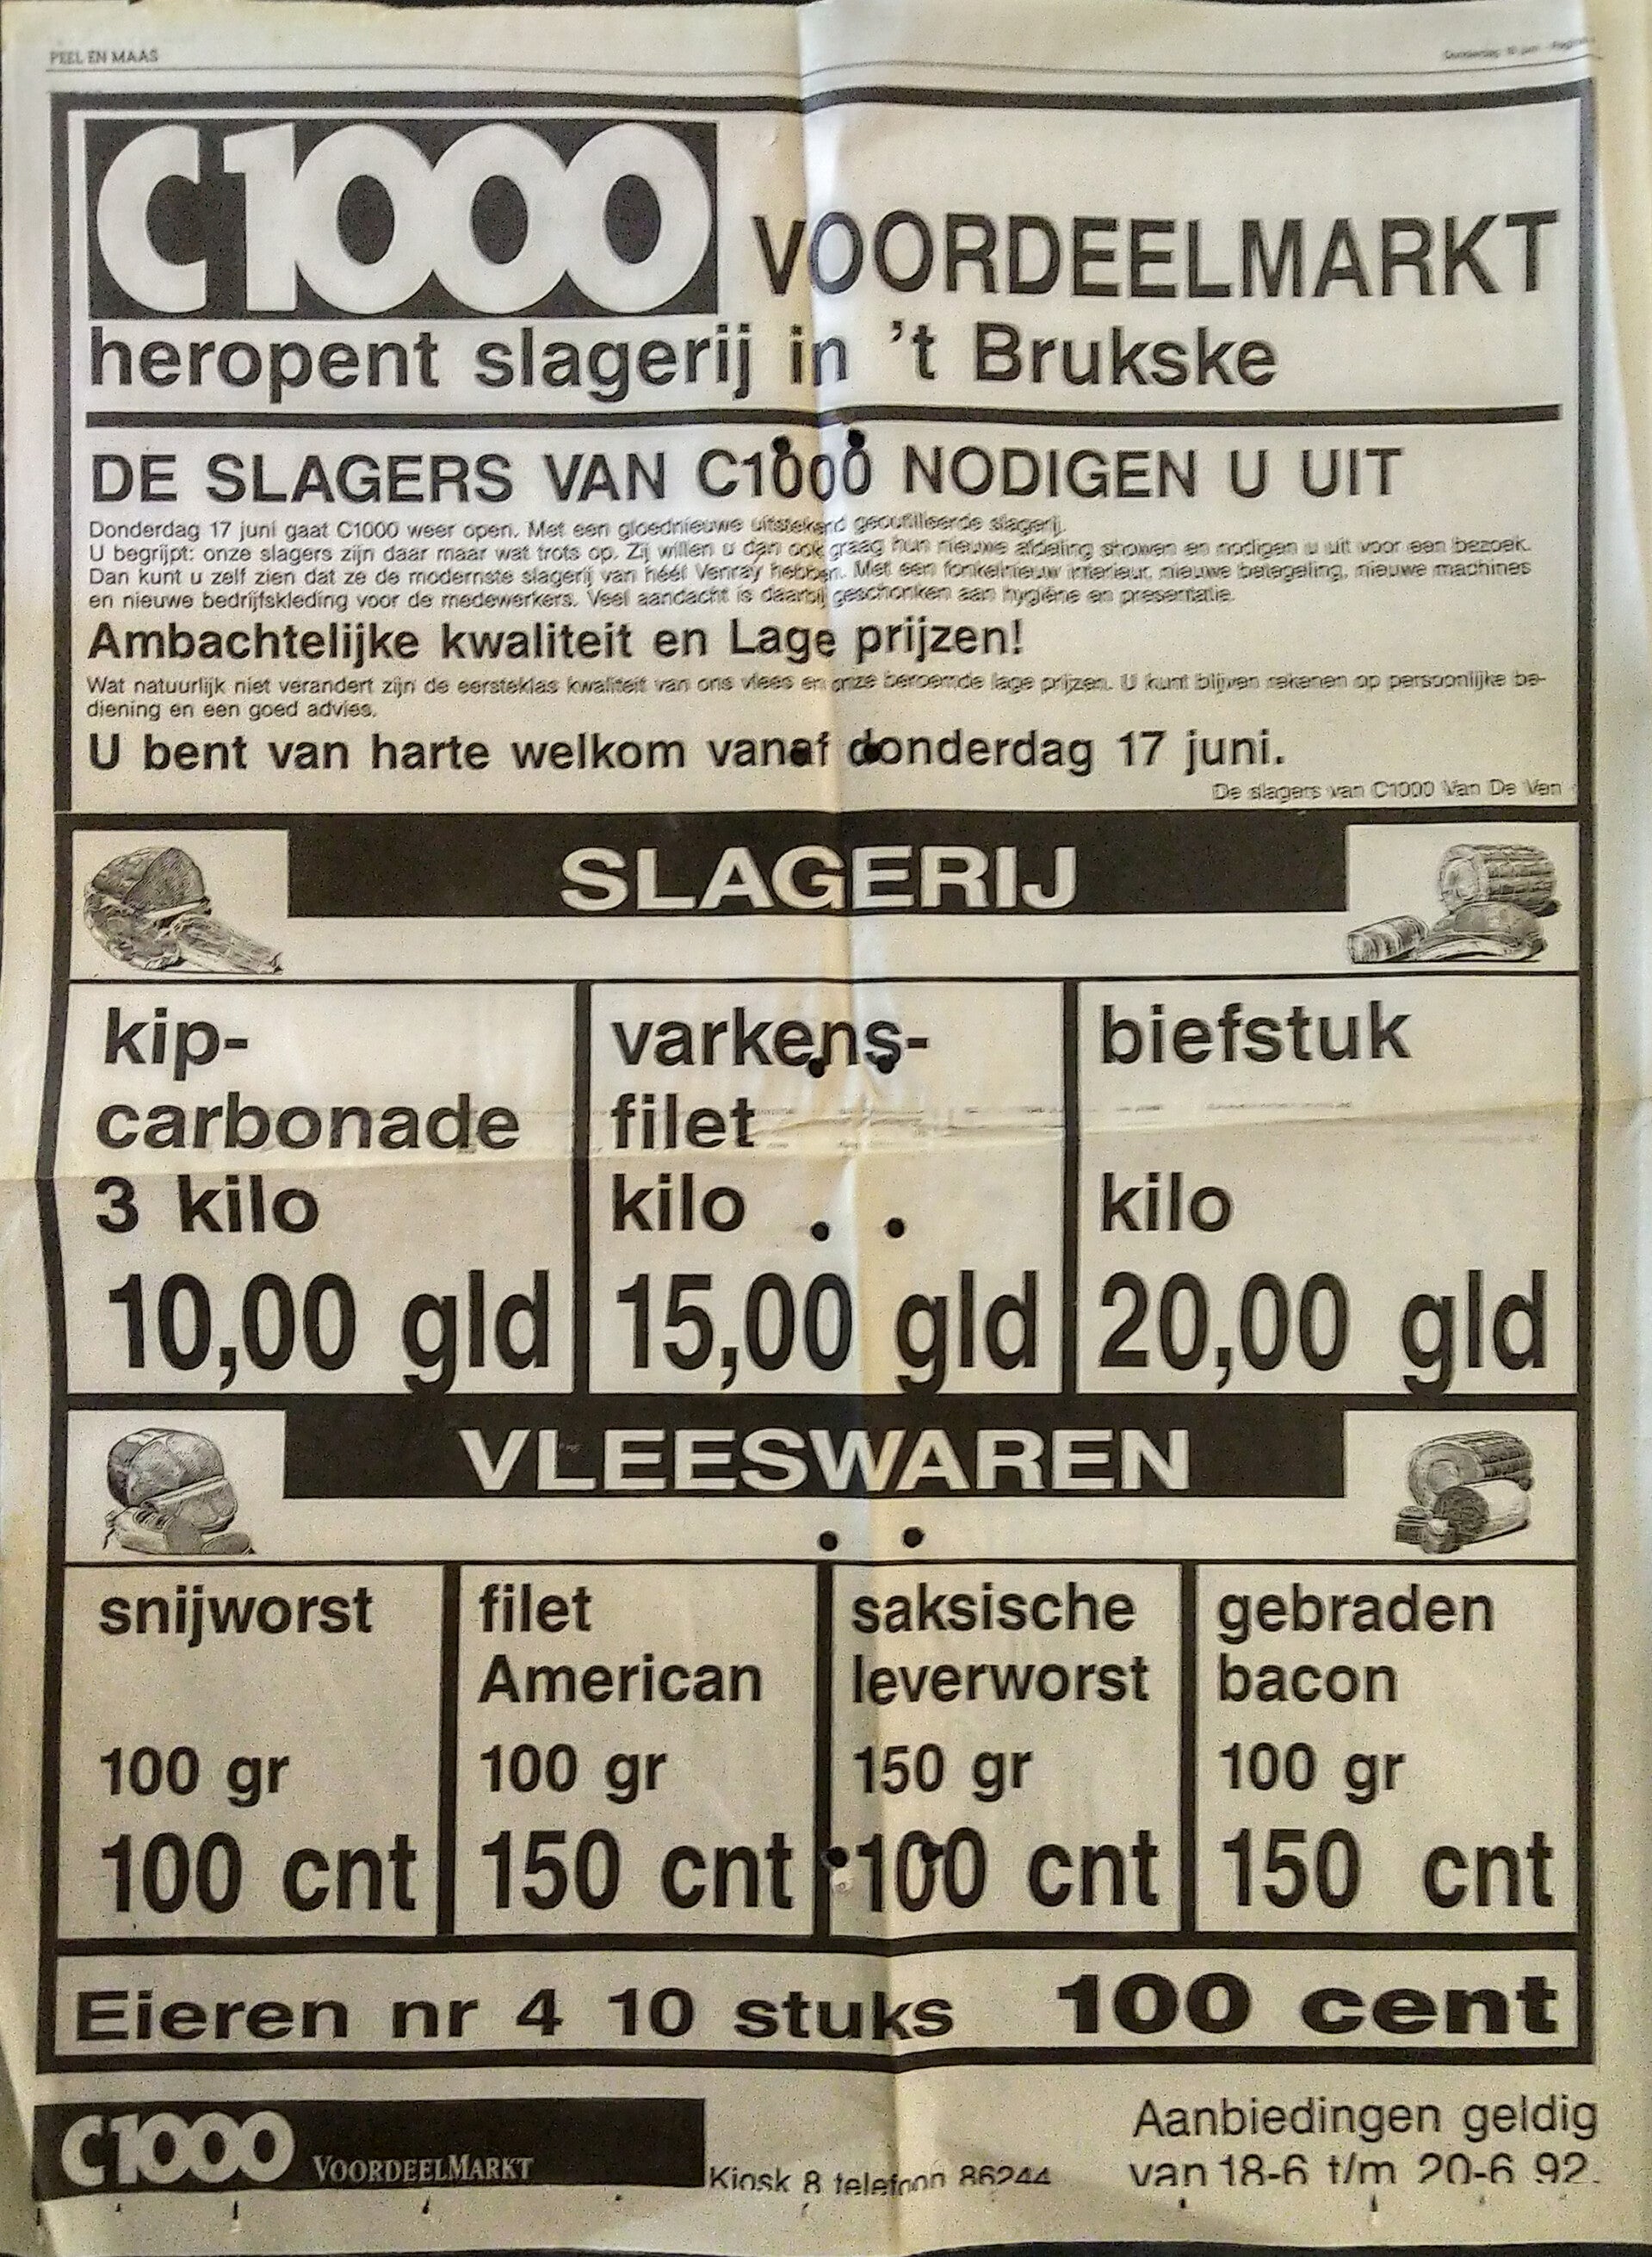 PEEL EN MAAS
Donderdag
C1000 VOORDEELMARKT
heropent slagerij in 't Brukske
DE SLAGERS VAN C1000 NODIGEN U UIT
Donderdag 17 juni gaat C1000 weer open. Met een gloednieuwe uitstekend geoutilleerde slagerij.
U begrijpt: onze slagers zijn daar maar wat trots op. Zij willen u dan ook graag hun nieuwe afdeling showen en nodigen u uit voor een bezoek.
Dan kunt u zelf zien dat ze de modernste slagerij van héél Venray hebben. Met een fonkelnieuw interieur, nieuwe betegeling, nieuwe machines
en nieuwe bedrijfskleding voor de medewerkers. Veel aandacht is daarbij geschonken aan hygiëne en presentatie.
Ambachtelijke kwaliteit en Lage prijzen!
Wat natuurlijk niet verandert zijn de eersteklas kwaliteit van ons vlees en onze beroemde lage prijzen. U kunt blijven rekenen op persoonlijke be-
diening en een goed advies.
U bent van harte welkom vanaf donderdag 17 juni.
De slagers van C1000 Van De Ven
SLAGERIJ
kip-
carbonade
3 kilo
10,00 gld
varkens-
filet
kilo
15,00 gld
biefstuk
kilo
20,00 gld
VLEESWAREN
snijworst
100 gr
100 cnt
filet
American
100 gr
150 cnt
saksische
leverworst
150 gr
100 cnt
gebraden
bacon
100 gr
150 cnt
Eieren nr 4 10 stuks 100 cent
C1000 VOORDEELMARKT
Kiosk 8 telefoon 86244
Aanbiedingen geldig
van 18-6 t/m 20-6 92.